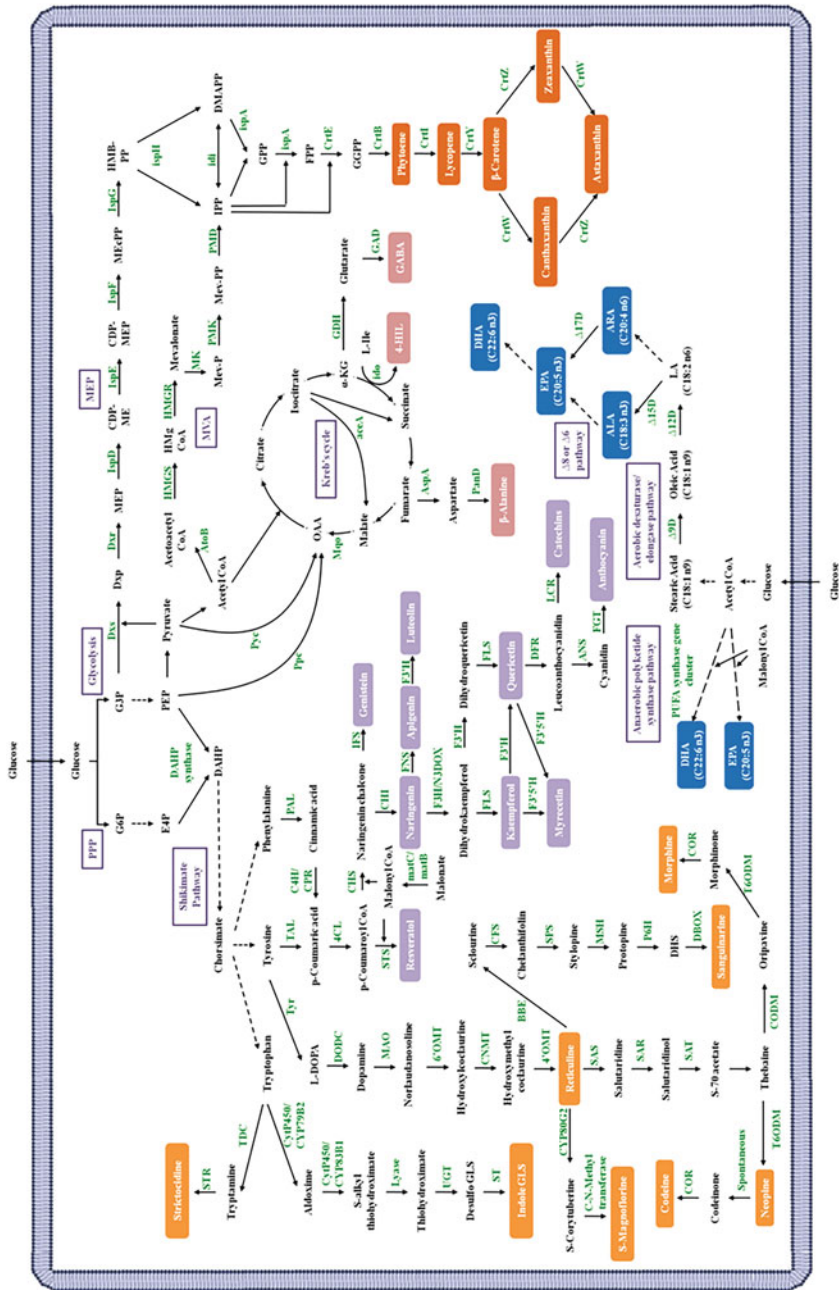 Glucose
Glucose
PPP
Glycolysis
G6P
G3P
Dxs
Dxp
Dxr
MEP
IspD
CDP-
ME
MEP
IspE
CDP-
MEP
IspF
MEcPP
IspG
HMB-
PP
ispH
E4P
PEP
Pyruvate
DAHP
synthase
DAHP
Acetoacetyl
CoA
AtoB
HMGS
HMg
CoA
HMGR
MVA
Mevalonate
MK
Mev-P
PMK
Mev-PP
PMD
IPP
idi
DMAPP
ispA
GPP
ispA
FPP
CrtE
GGPP
CrtB
Phytoene
CrtI
Lycopene
CrtY
β-Carotene
CrtZ
Zeaxanthin
CrtW
CrtW
Canthaxanthin
CrtZ
Astaxanthin
Shikimate
Pathway
Chorsimate
Acetyl CoA
Pyc
Ppc
Citrate
Isocitrate
OAA
Kreb's cycle
Mqo
Malate
aceA
α-KG
GDH
Glutarate
GAD
GABA
L-Ile
ido
4-HIL
Succinate
Fumarate
AspA
Aspartate
PanD
β-Alanine
Tryptophan
Tyrosine
Phenylalanine
PAL
Cinnamic acid
TAL
C4H/
CPR
p-Coumaric acid
4CL
p-Coumaroyl CoA
CHS
Naringenin chalcone
IFS
Genistein
STS
Malonyl CoA
matC/
matB
Malonate
Resveratol
CHI
Naringenin
FNS
Apigenin
F3'H
Luteolin
F3H/N3DOX
Dihydrokaempferol
F3'H
Dihydroquericetin
FLS
FLS
Kaempferol
F3'H
Quericetin
F3'5'H
F3'5'H
Myrecetin
DFR
Leucoanthocyanidin
LCR
Catechins
ANS
Cyanidin
FGT
Anthocyanin
Strictocidine
STR
Tryptamine
TDC
CytP450/
CYP79B2
Aldoxime
CytP450/
CYP83B1
S-alkyl
thiohydroximate
Lyase
Thiohydroximate
UGT
Desulfo GLS
ST
Indole GLS
Tyr
L-DOPA
DODC
Dopamine
MAO
Norlaudanosoline
6'OMT
Hydroxylcoclaurine
CNMT
Hydroxymethyl
coclaurine
4'OMT
Reticuline
CYP80G2
S-Corytuberine
C-N-Methyl
transferase
S-Magnoflorine
BBE
Sclourine
CFS
Chelanthifolin
SPS
Stylopine
MSH
Protopine
P6H
DHS
DBOX
Sanguinarine
SAS
Salutaridine
SAR
Salutaridinol
SAT
S-70 acetate
Thebaine
CODM
Oripavine
T6ODM
Morphinone
COR
Morphine
T6ODM
Neopine
Spontaneous
Codeinone
COR
Codeine
Anaerobic polyketide
synthase pathway
PUFA synthase gene
cluster
DHA
(C22:6 n3)
EPA
(C20:5 n3)
Malonyl CoA
Acetyl CoA
Glucose
Glucose
Stearic Acid
(C18:1 n9)
Δ9D
Oleic Acid
(C18:1 n9)
Δ12D
LA
(C18:2 n6)
Aerobic desaturase/
elongase pathway
Δ8 or Δ6
pathway
Δ15D
ALA
(C18:3 n3)
ARA
(C20:4 n6)
Δ17D
EPA
(C20:5 n3)
DHA
(C22:6 n3)